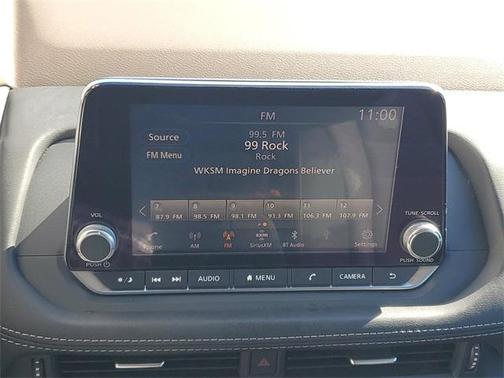 FM
11:00
99.5 FM
Source
99 Rock
FM Menu
Rock
WKSM Imagine Dragons Believer
7 8 9 10 11 12
87.9 FM 98.5 FM 98.1 FM 93.3 FM 106.3 FM 107.9 FM
VOL
TUNE·SCROLL
Phone AM FM SiriusXM BT Audio Settings
PUSH
PUSH SOUND
AUDIO MENU CAMERA